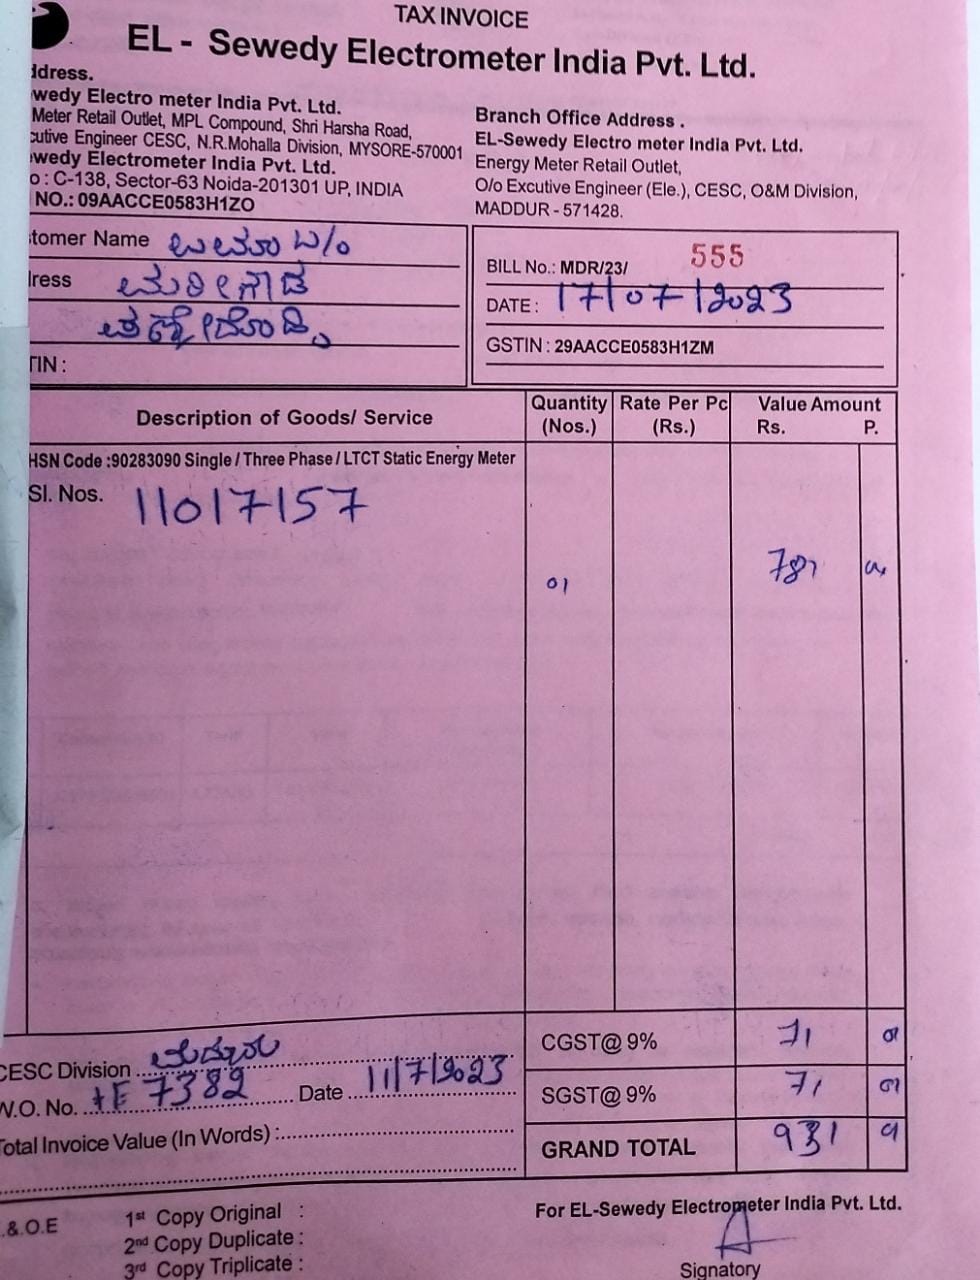 TAX INVOICE
EL - Sewedy Electrometer India Pvt. Ltd.
ddress.
wedy Electro meter India Pvt. Ltd.
Meter Retail Outlet, MPL Compound, Shri Harsha Road,
cutive Engineer CESC, N.R.Mohalla Division, MYSORE-570001
wedy Electrometer India Pvt. Ltd.
o : C-138, Sector-63 Noida-201301 UP, INDIA
NO.: 09AACCE0583H1ZO
Branch Office Address .
EL-Sewedy Electro meter India Pvt. Ltd.
Energy Meter Retail Outlet,
O/o Excutive Engineer (Ele.), CESC, O&M Division,
MADDUR - 571428.
tomer Name
ress
TIN :
BILL No.: MDR/23/ 555
DATE : 17/07/2023
GSTIN : 29AACCE0583H1ZM
Description of Goods/ Service Quantity (Nos.) Rate Per Pc (Rs.) Value Amount Rs. P.
HSN Code :90283090 Single / Three Phase / LTCT Static Energy Meter
Sl. Nos. 11017157
01 789
CGST@ 9% 71 01
SGST@ 9% 71 01
GRAND TOTAL 931
CESC Division ಮದ್ದೂರು
W.O. No. 7382 Date 11/7/2023
Total Invoice Value (In Words) :
.&.O.E
1st Copy Original :
2nd Copy Duplicate :
3rd Copy Triplicate :
For EL-Sewedy Electrometer India Pvt. Ltd.
Signatory